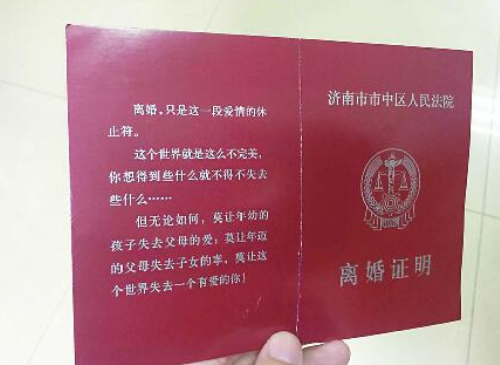 离婚，只是这一段爱情的休
止符。
这个世界就是这么不完美，
你想得到些什么就不得不失去
些什么……
但无论如何，莫让年幼的
孩子失去父母的爱；莫让年迈
的父母失去子女的孝，莫让这
个世界失去一个有爱的你！
济南市市中区人民法院
离婚证明